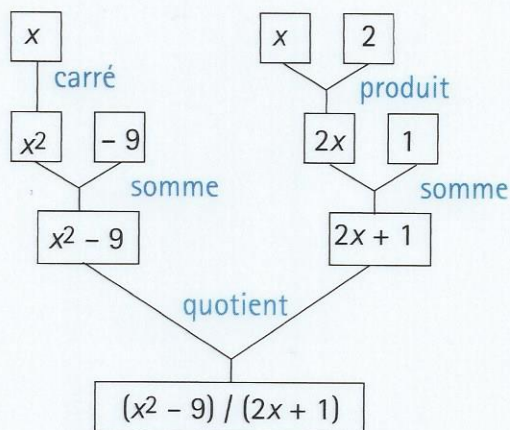 x x 2
carré produit
x² – 9 2x 1
somme somme
x² – 9 2x + 1
quotient
(x² – 9) / (2x + 1)